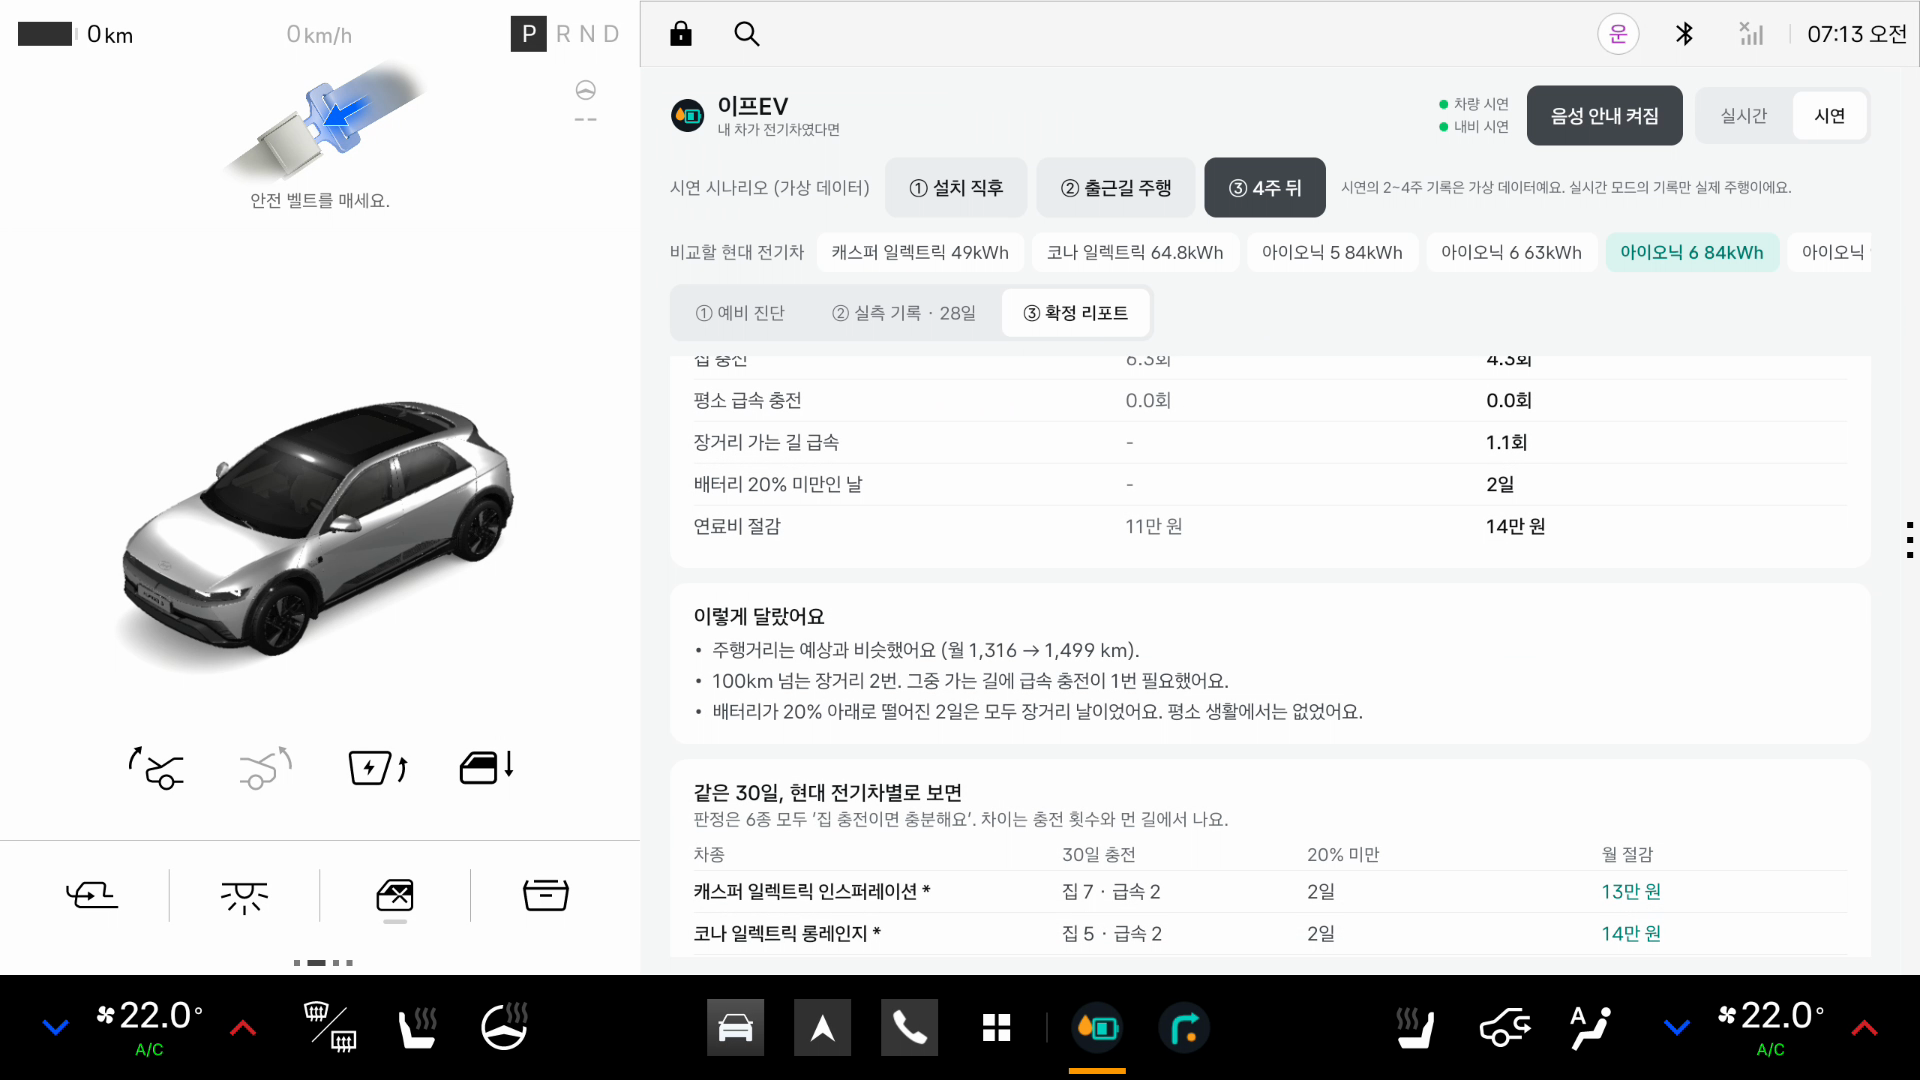 0 km
0 km/h
P R N D
안전 벨트를 매세요.
--
운
07:13 오전
이프EV
내 차가 전기차였다면
차량 시연
내비 시연
음성 안내 켜짐
실시간
시연
시연 시나리오 (가상 데이터)
① 설치 직후
② 출근길 주행
③ 4주 뒤
시연의 2~4주 기록은 가상 데이터예요. 실시간 모드의 기록만 실제 주행이에요.
비교할 현대 전기차
캐스퍼 일렉트릭 49kWh
코나 일렉트릭 64.8kWh
아이오닉 5 84kWh
아이오닉 6 63kWh
아이오닉 6 84kWh
아이오닉
① 예비 진단
② 실측 기록 · 28일
③ 확정 리포트
집 충전 6.3회 4.3회
평소 급속 충전 0.0회 0.0회
장거리 가는 길 급속 - 1.1회
배터리 20% 미만인 날 - 2일
연료비 절감 11만 원 14만 원
이렇게 달랐어요
• 주행거리는 예상과 비슷했어요 (월 1,316 → 1,499 km).
• 100km 넘는 장거리 2번. 그중 가는 길에 급속 충전이 1번 필요했어요.
• 배터리가 20% 아래로 떨어진 2일은 모두 장거리 날이었어요. 평소 생활에서는 없었어요.
같은 30일, 현대 전기차별로 보면
판정은 6종 모두 '집 충전이면 충분해요'. 차이는 충전 횟수와 먼 길에서 나요.
차종 30일 충전 20% 미만 월 절감
캐스퍼 일렉트릭 인스퍼레이션 * 집 7 · 급속 2 2일 13만 원
코나 일렉트릭 롱레인지 * 집 5 · 급속 2 2일 14만 원
22.0°
A/C
A
22.0°
A/C